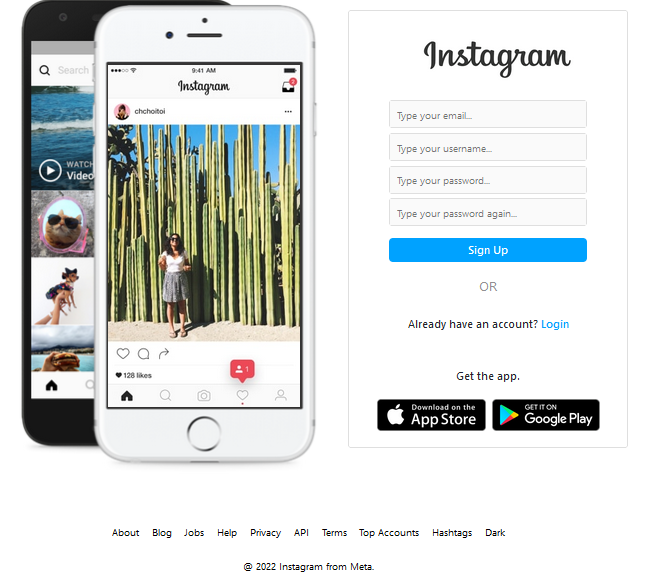 Search
WATCH
Video
9:41 AM
Instagram
2
chchoitoi
128 likes
1
Instagram
Type your email...
Type your username...
Type your password...
Type your password again...
Sign Up
OR
Already have an account? Login
Get the app.
Download on the
App Store
GET IT ON
Google Play
About Blog Jobs Help Privacy API Terms Top Accounts Hashtags Dark
@ 2022 Instagram from Meta.